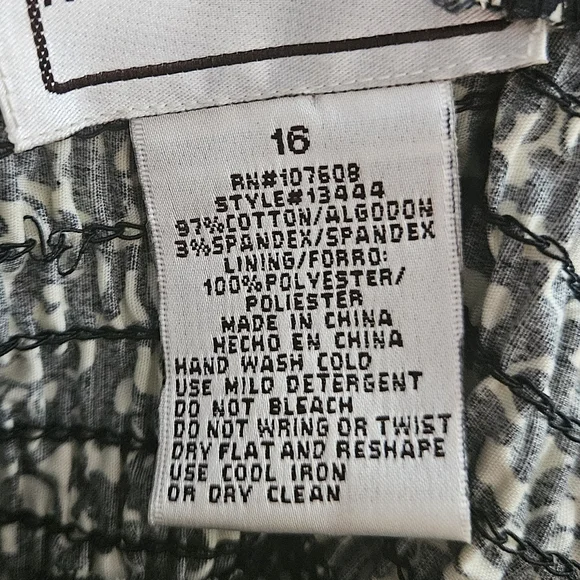 16
RN#107608
STYLE#13444
97%COTTON/ALGODON
3%SPANDEX/SPANDEX
LINING/FORRO:
100%POLYESTER/
POLIESTER
MADE IN CHINA
HECHO EN CHINA
HAND WASH COLD
USE MILD DETERGENT
DO NOT BLEACH
DO NOT WRING OR TWIST
DRY FLAT AND RESHAPE
USE COOL IRON
OR DRY CLEAN